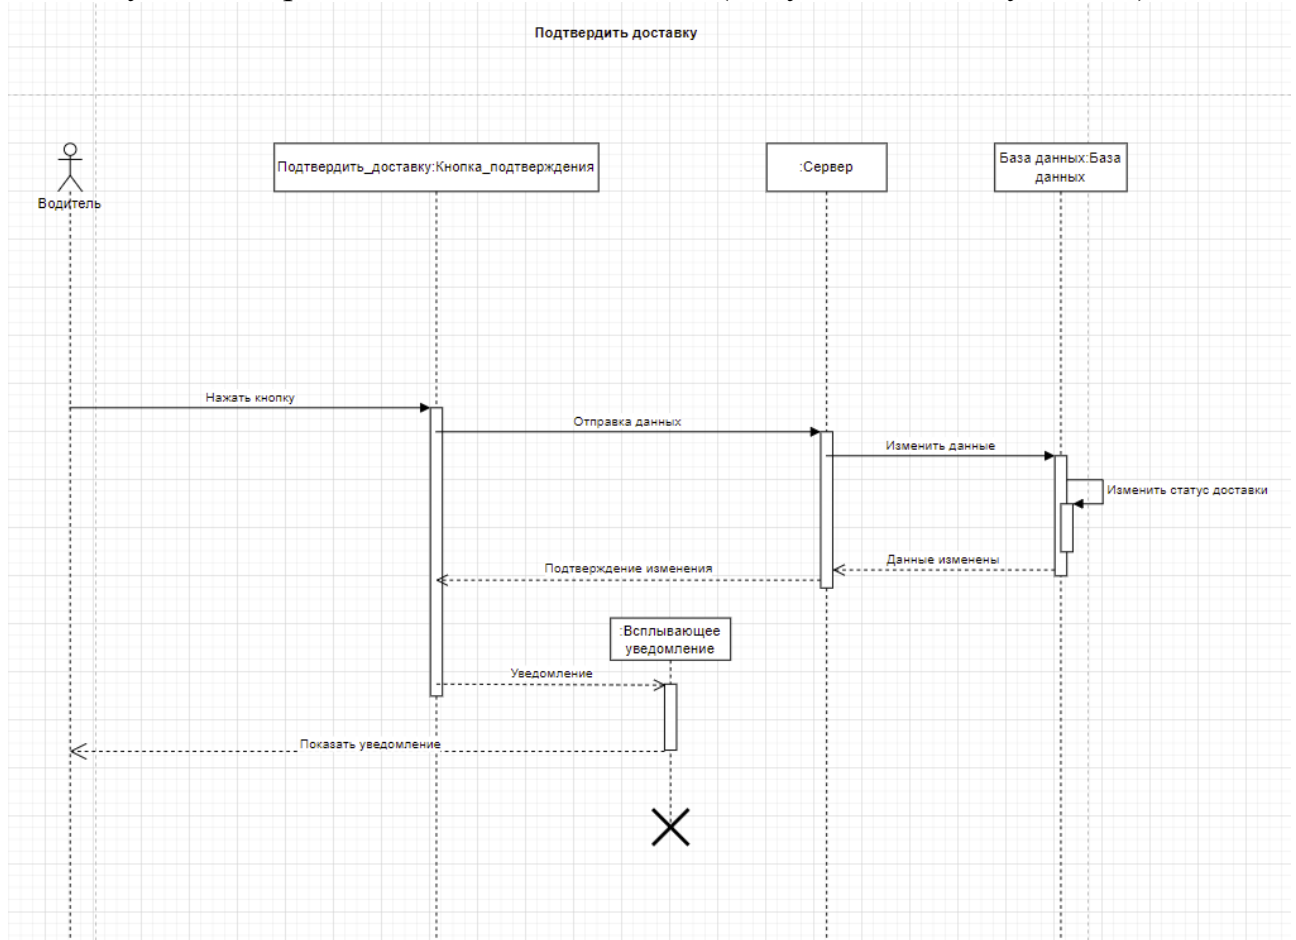 Подтвердить доставку
Водитель
Подтвердить_доставку:Кнопка_подтверждения
:Сервер
База данных:База
данных
Нажать кнопку
Отправка данных
Изменить данные
Изменить статус доставки
Данные изменены
Подтверждение изменения
:Всплывающее
уведомление
Уведомление
Показать уведомление